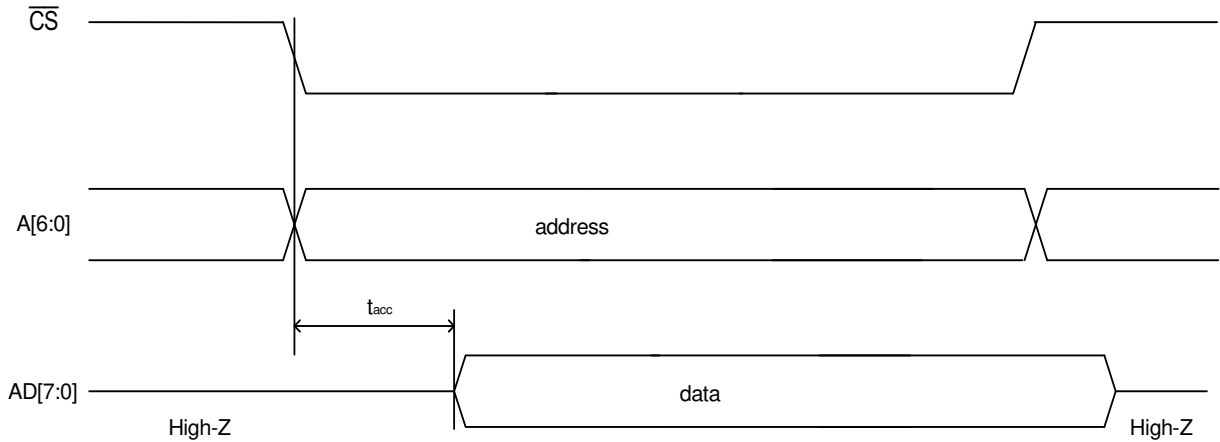 CS
A[6:0]
address
tacc
AD[7:0]
data
High-Z
High-Z